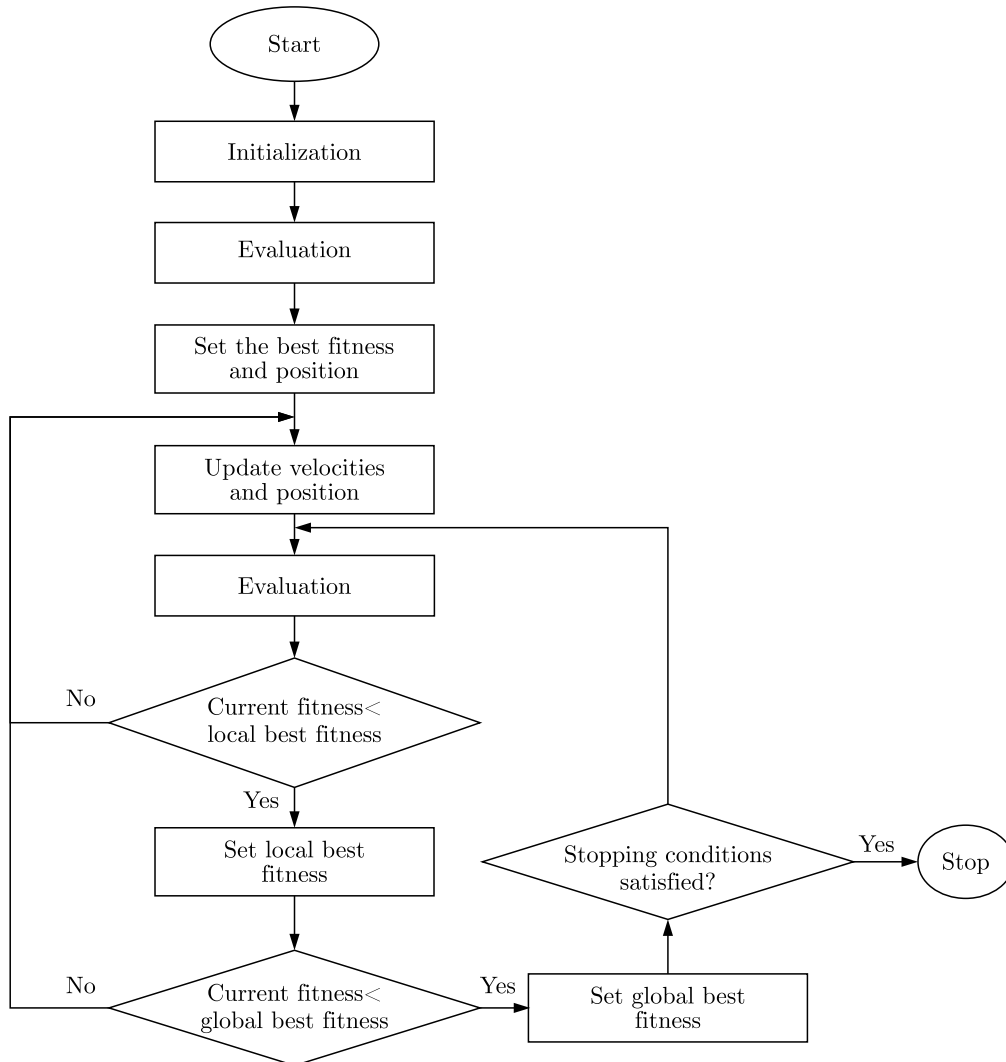 Start
Initialization
Evaluation
Set the best fitness
and position
Update velocities
and position
Evaluation
Current fitness<
local best fitness
No
Yes
Set local best
fitness
Current fitness<
global best fitness
No
Yes
Set global best
fitness
Stopping conditions
satisfied?
Yes
Stop